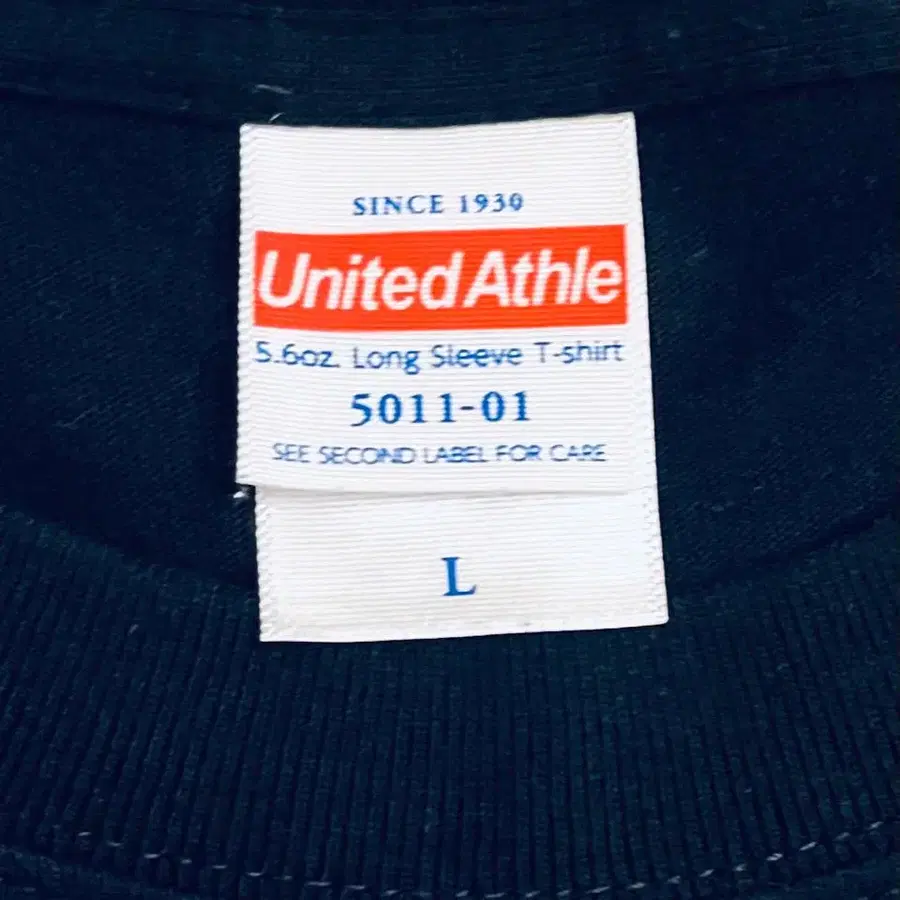 SINCE 1930
United Athle
5.6oz. Long Sleeve T-shirt
5011-01
SEE SECOND LABEL FOR CARE
L